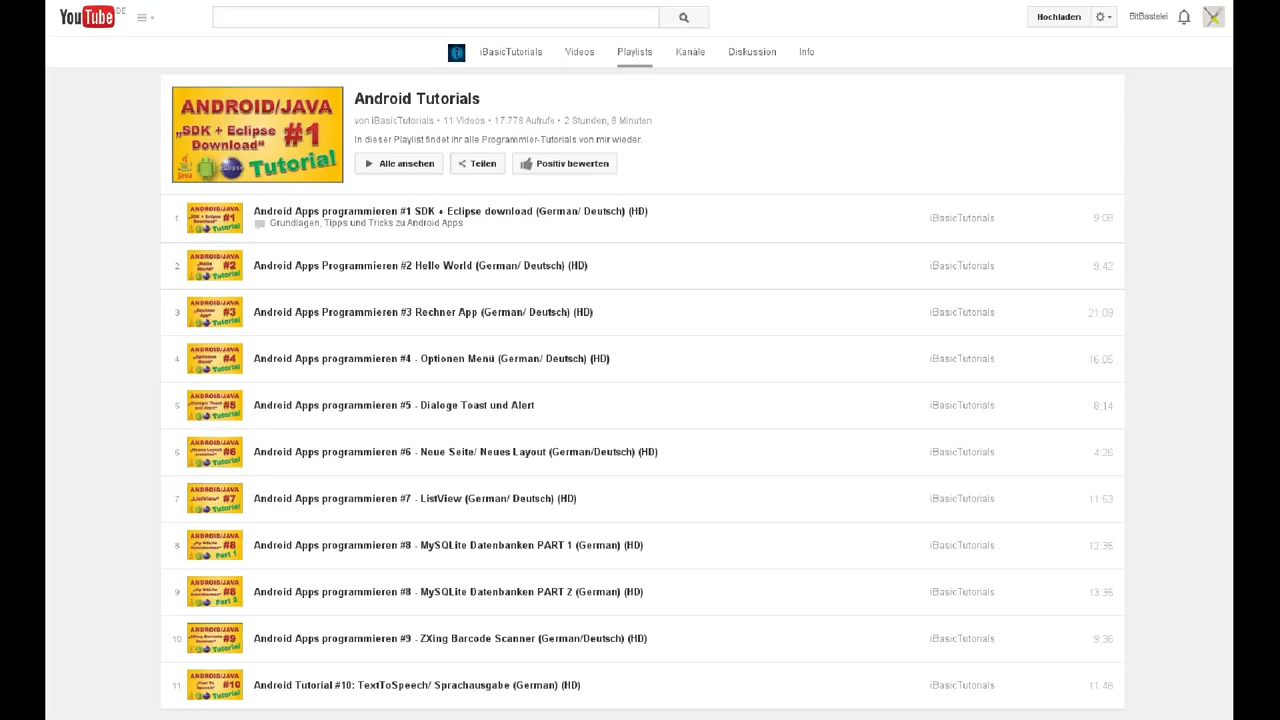 YouTube DE
Hochladen
BitBastelei
iBasicTutorials Videos Playlists Kanäle Diskussion Info
ANDROID/JAVA
„SDK + Eclipse
Download“
#1
Tutorial
Java
eclipse
Android Tutorials
von iBasicTutorials • 11 Videos • 17.778 Aufrufe • 2 Stunden, 8 Minuten
In dieser Playlist findet ihr alle Programmier-Tutorials von mir wieder.
Alle ansehen Teilen Positiv bewerten
1 Android Apps programmieren #1 SDK + Eclipse download (German/ Deutsch) (HD) iBasicTutorials 9:08
Grundlagen, Tipps und Tricks zu Android Apps
2 Android Apps Programmieren #2 Hello World (German/ Deutsch) (HD) iBasicTutorials 9:42
3 Android Apps Programmieren #3 Rechner App (German/ Deutsch) (HD) iBasicTutorials 21:09
4 Android Apps programmieren #4 - Optionen Menü (German/ Deutsch) (HD) iBasicTutorials 16:05
5 Android Apps programmieren #5 - Dialoge Toast und Alert iBasicTutorials 8:14
6 Android Apps programmieren #6 - Neue Seite/ Neues Layout (German/Deutsch) (HD) iBasicTutorials 4:26
7 Android Apps programmieren #7 - ListView (German/ Deutsch) (HD) iBasicTutorials 11:53
8 Android Apps programmieren #8 - MySQLite Datenbanken PART 1 (German) (HD) iBasicTutorials 12:35
9 Android Apps programmieren #8 - MySQLite Datenbanken PART 2 (German) (HD) iBasicTutorials 13:35
10 Android Apps programmieren #9 - ZXing Barcode Scanner (German/Deutsch) (HD) iBasicTutorials 9:36
11 Android Tutorial #10: TextToSpeech/ Sprachausgabe (German) (HD) iBasicTutorials 11:46